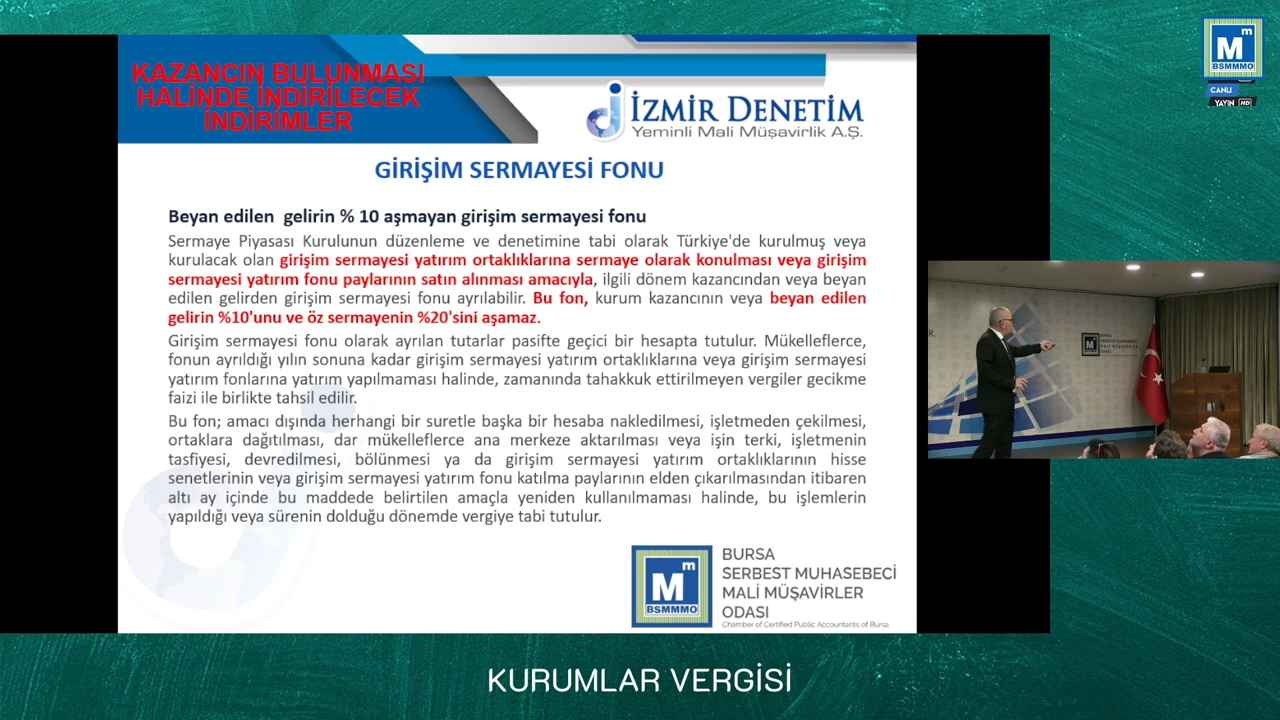 KAZANCIN BULUNMASI
HALİNDE İNDİRİLECEK
İNDİRİMLER
İZMİR DENETİM
Yeminli Mali Müşavirlik A.Ş.
GİRİŞİM SERMAYESİ FONU
Beyan edilen gelirin % 10 aşmayan girişim sermayesi fonu
Sermaye Piyasası Kurulunun düzenleme ve denetimine tabi olarak Türkiye'de kurulmuş veya
kurulacak olan girişim sermayesi yatırım ortaklıklarına sermaye olarak konulması veya girişim
sermayesi yatırım fonu paylarının satın alınması amacıyla, ilgili dönem kazancından veya beyan
edilen gelirden girişim sermayesi fonu ayrılabilir. Bu fon, kurum kazancının veya beyan edilen
gelirin %10'unu ve öz sermayenin %20'sini aşamaz.
Girişim sermayesi fonu olarak ayrılan tutarlar pasifte geçici bir hesapta tutulur. Mükelleflerce,
fonun ayrıldığı yılın sonuna kadar girişim sermayesi yatırım ortaklıklarına veya girişim sermayesi
yatırım fonlarına yatırım yapılmaması halinde, zamanında tahakkuk ettirilmeyen vergiler gecikme
faizi ile birlikte tahsil edilir.
Bu fon; amacı dışında herhangi bir suretle başka bir hesaba nakledilmesi, işletmeden çekilmesi,
ortaklara dağıtılması, dar mükelleflerce ana merkeze aktarılması veya işin terki, işletmenin
tasfiyesi, devredilmesi, bölünmesi ya da girişim sermayesi yatırım ortaklıklarının hisse
senetlerinin veya girişim sermayesi yatırım fonu katılma paylarının elden çıkarılmasından itibaren
altı ay içinde bu maddede belirtilen amaçla yeniden kullanılmaması halinde, bu işlemlerin
yapıldığı veya sürenin dolduğu dönemde vergiye tabi tutulur.
Mm
BSMMMO
BURSA
SERBEST MUHASEBECİ
MALİ MÜŞAVİRLER
ODASI
Chamber of Certified Public Accountants of Bursa
Mm
BSMMMO
CANLI
YAYIN HD
BURSA
SERBEST MUHASEBECİ
MALİ MÜŞAVİRLER
ODASI
KURUMLAR VERGİSİ